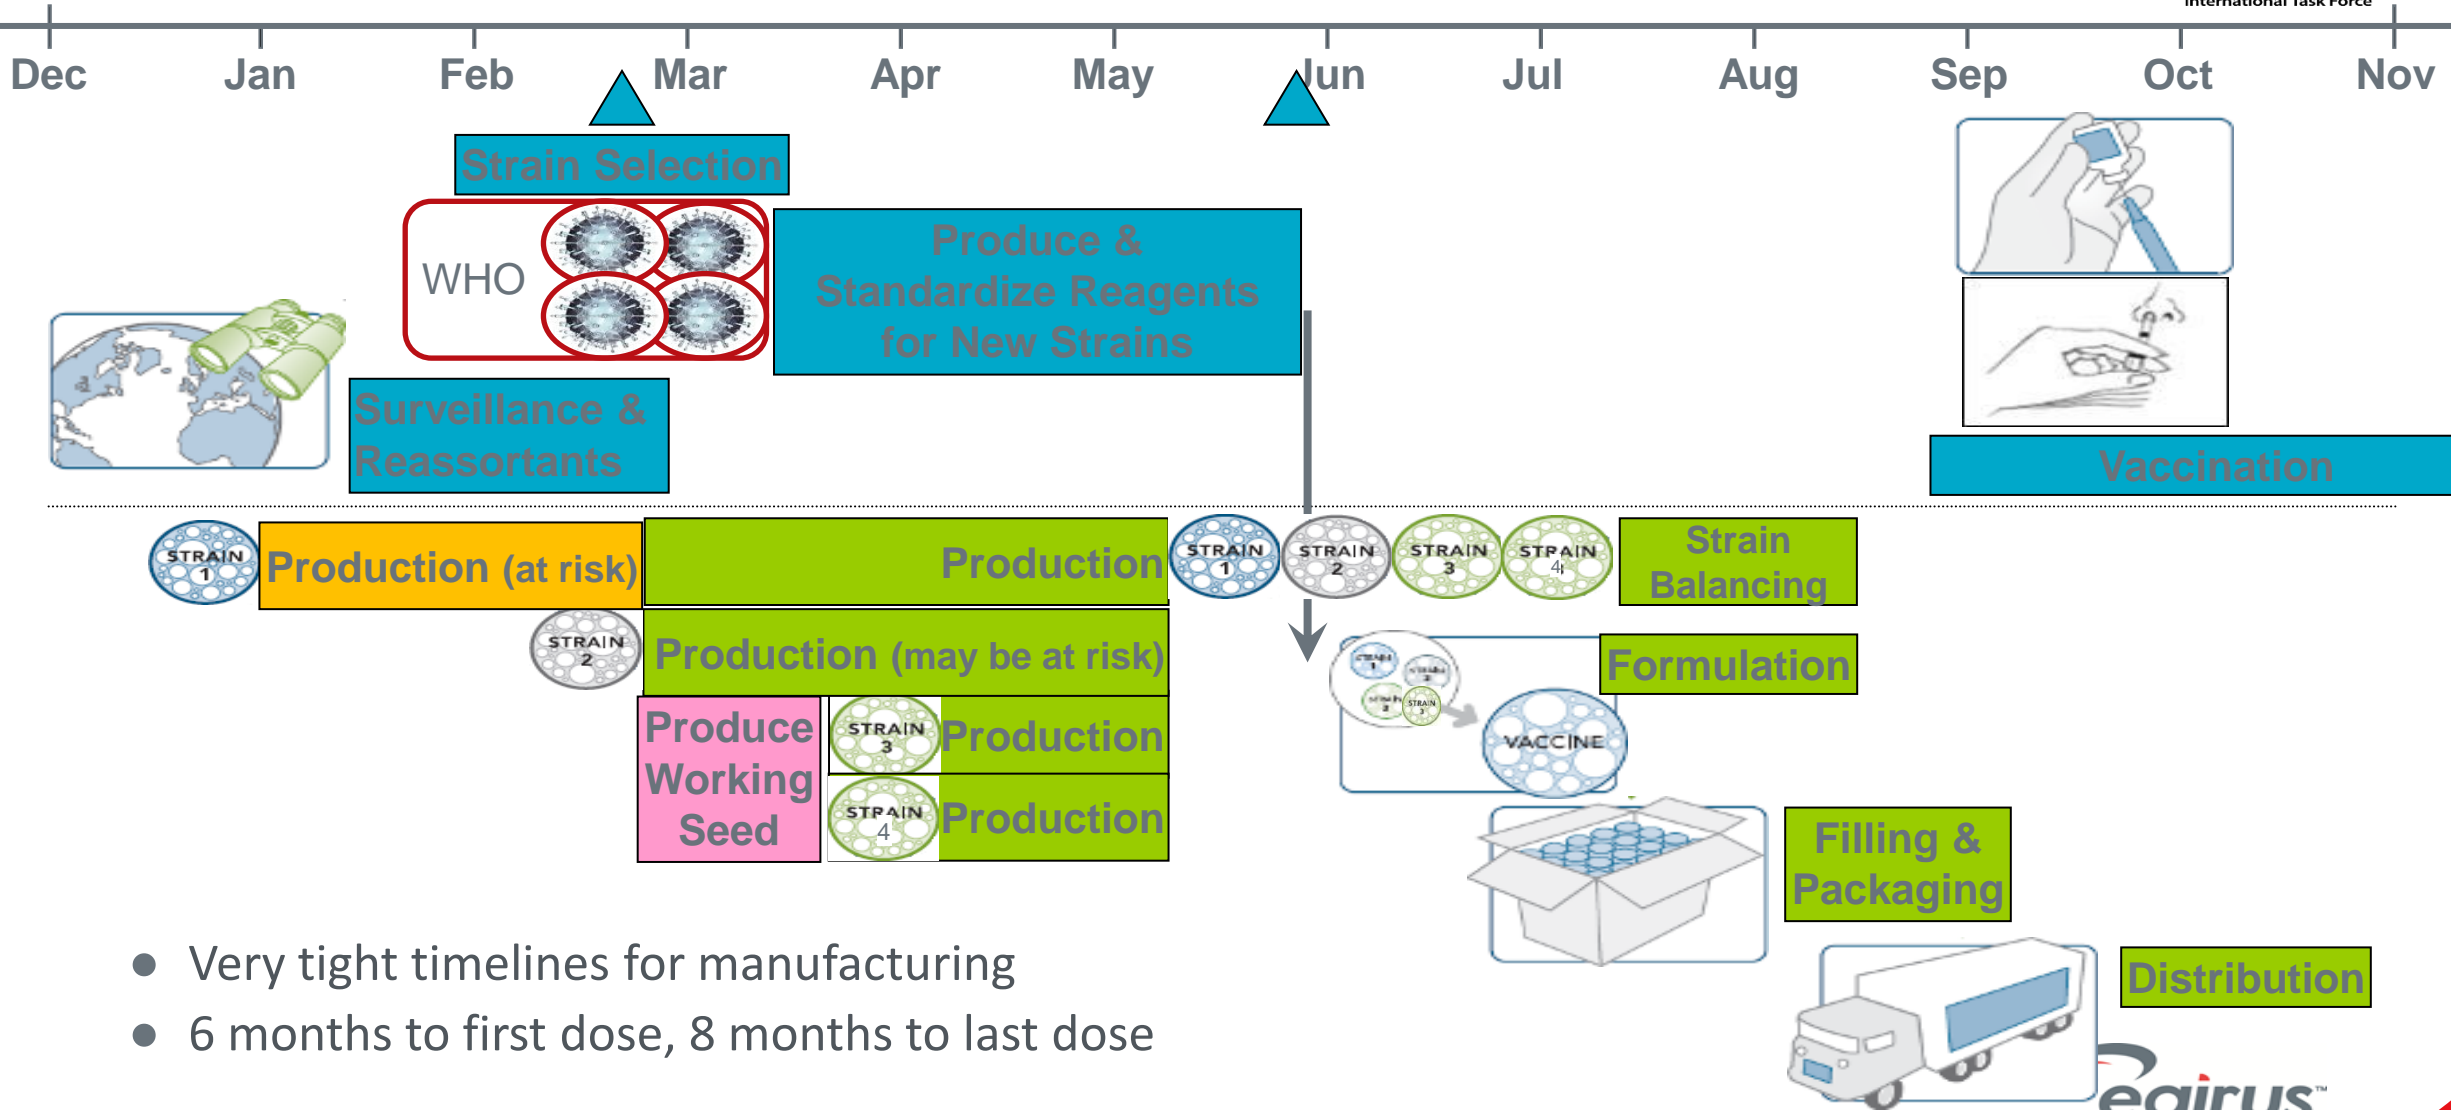 International Task Force
Dec Jan Feb Mar Apr May Jun Jul Aug Sep Oct Nov
Strain Selection
WHO
Produce &
Standardize Reagents
for New Strains
Surveillance &
Reassortants
Vaccination
STRAIN
1
Production (at risk)
Production
STRAIN
1
STRAIN
2
STRAIN
3
STRAIN
4
Strain
Balancing
STRAIN
2
Production (may be at risk)
STRAIN
STRAIN
Formulation
Produce
Working
Seed
STRAIN
3
Production
VACCINE
STRAIN
4
Production
Filling &
Packaging
● Very tight timelines for manufacturing
● 6 months to first dose, 8 months to last dose
Distribution
eqirus™